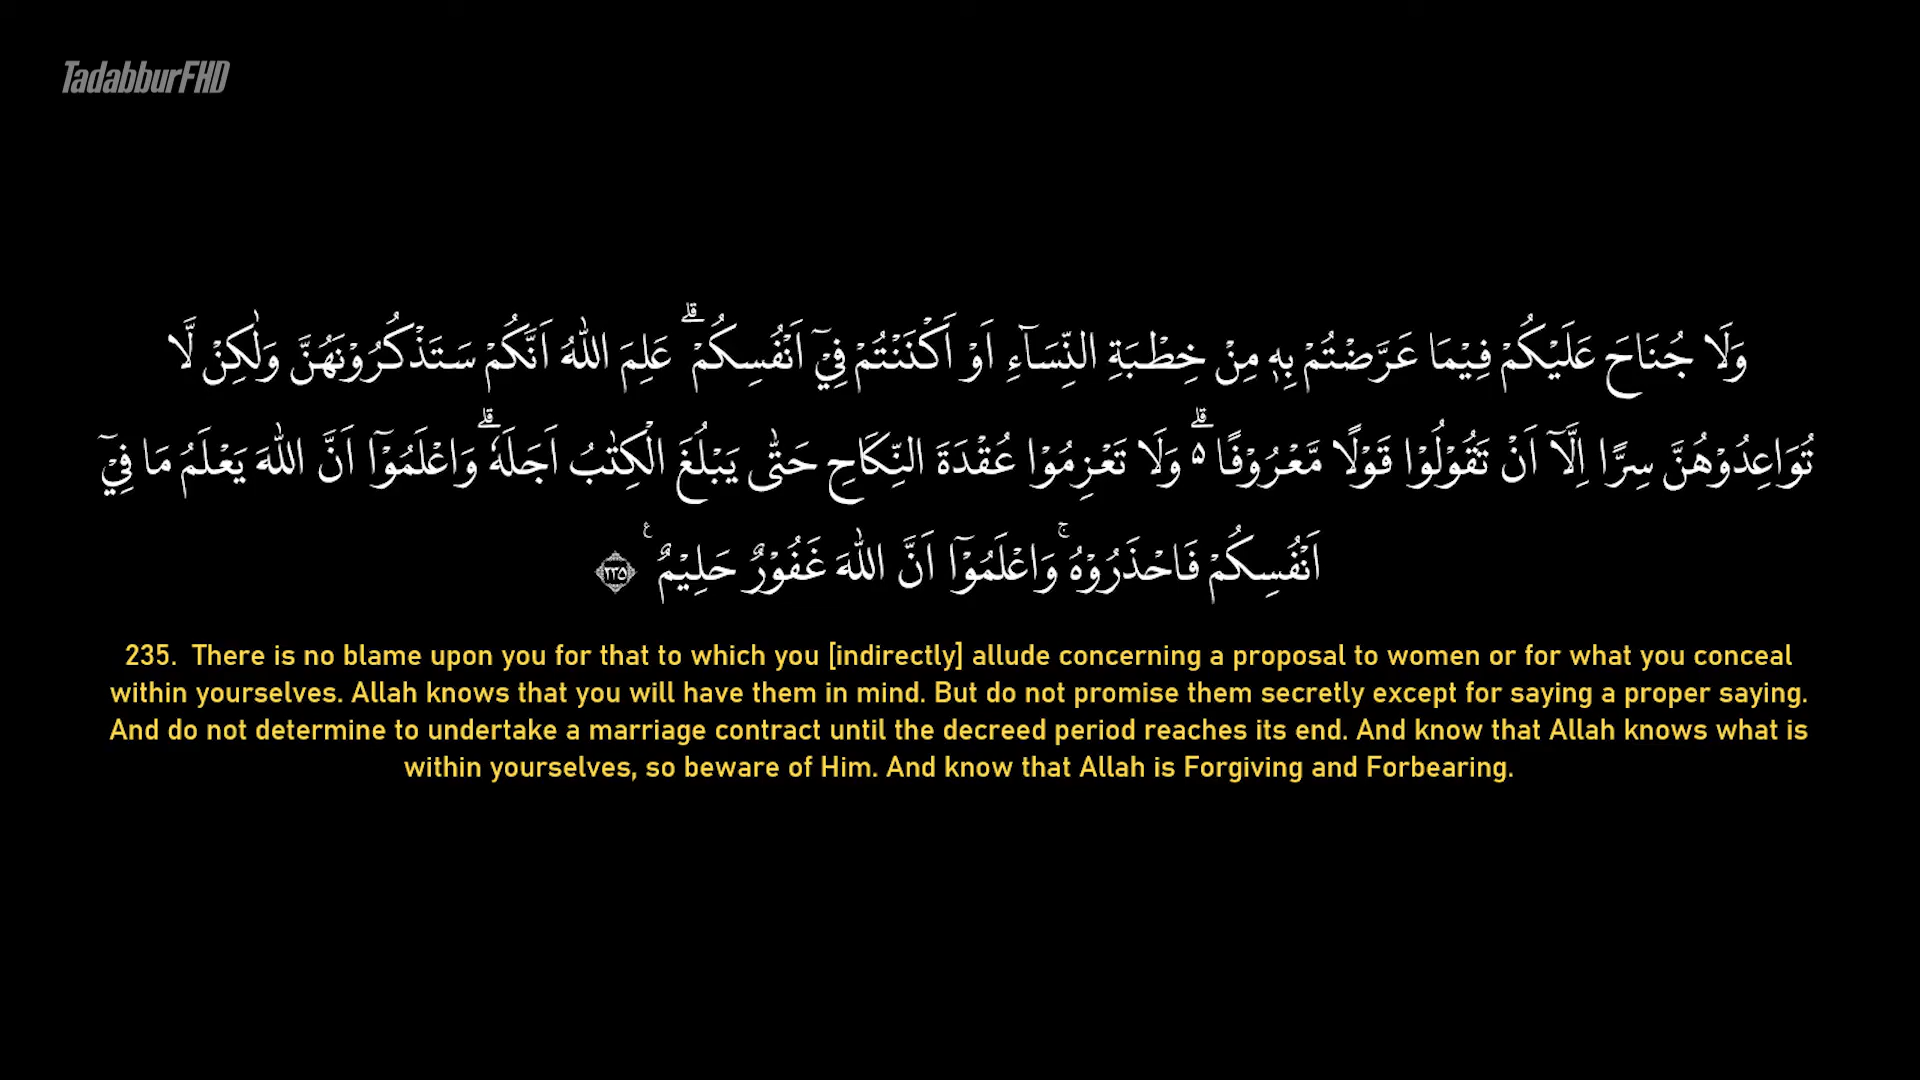 TadabburFHD
وَلَا جُنَاحَ عَلَيْكُمْ فِيْمَا عَرَّضْتُمْ بِهٖ مِنْ خِطْبَةِ النِّسَاۤءِ اَوْ اَكْنَنْتُمْ فِيْٓ اَنْفُسِكُمْ ۗ عَلِمَ اللّٰهُ اَنَّكُمْ سَتَذْكُرُوْنَهُنَّ وَلٰكِنْ لَّا
تُوَاعِدُوْهُنَّ سِرًّا اِلَّآ اَنْ تَقُوْلُوْا قَوْلًا مَّعْرُوْفًا ۗ ە وَلَا تَعْزِمُوْا عُقْدَةَ النِّكَاحِ حَتّٰى يَبْلُغَ الْكِتٰبُ اَجَلَهٗ ۗ وَاعْلَمُوْٓا اَنَّ اللّٰهَ يَعْلَمُ مَا فِيْٓ
اَنْفُسِكُمْ فَاحْذَرُوْهُ ۚ وَاعْلَمُوْٓا اَنَّ اللّٰهَ غَفُوْرٌ حَلِيْمٌ ࣖ ٢٣٥
235. There is no blame upon you for that to which you [indirectly] allude concerning a proposal to women or for what you conceal
within yourselves. Allah knows that you will have them in mind. But do not promise them secretly except for saying a proper saying.
And do not determine to undertake a marriage contract until the decreed period reaches its end. And know that Allah knows what is
within yourselves, so beware of Him. And know that Allah is Forgiving and Forbearing.